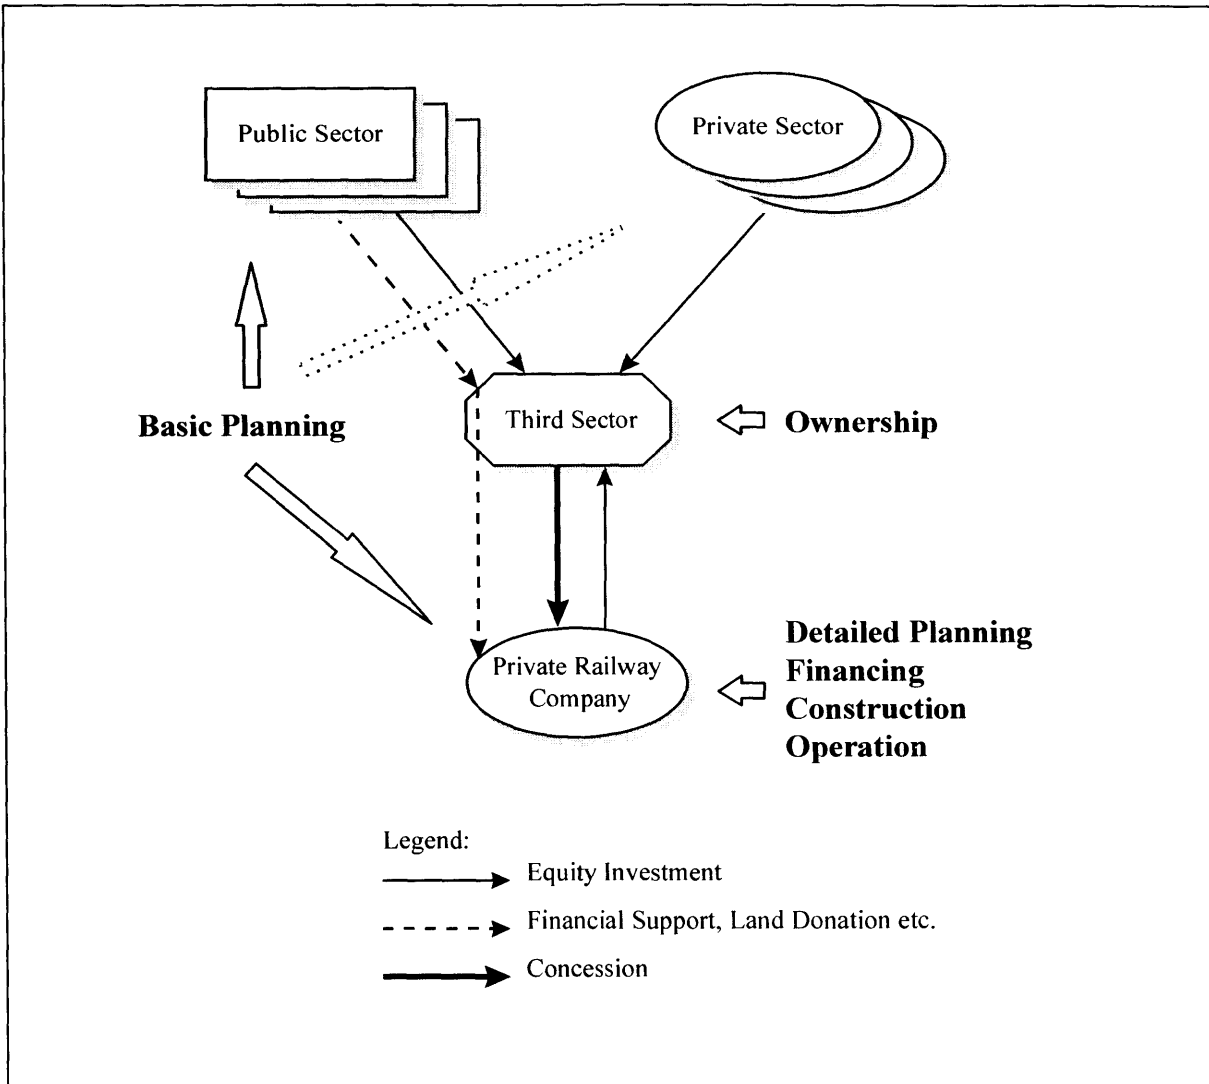 Public Sector
Private Sector
Basic Planning
Third Sector
Ownership
Private Railway
Company
Detailed Planning
Financing
Construction
Operation
Legend:
Equity Investment
Financial Support, Land Donation etc.
Concession